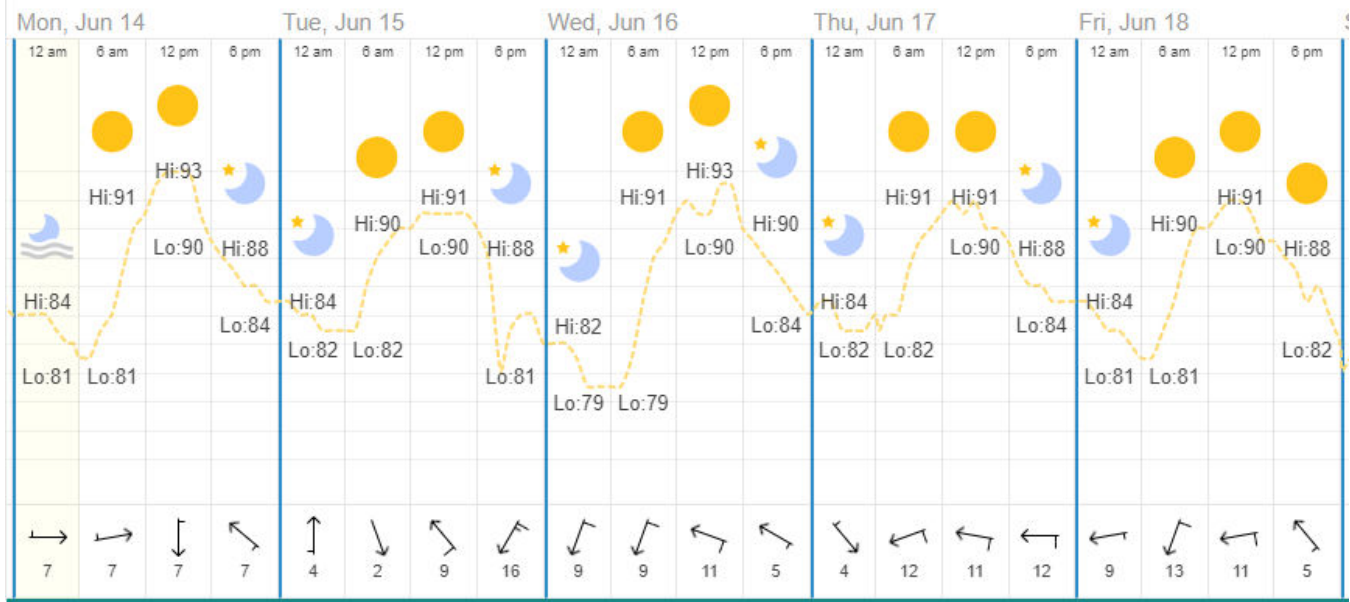 Mon, Jun 14 Tue, Jun 15 Wed, Jun 16 Thu, Jun 17 Fri, Jun 18 S
12 am 6 am 12 pm 6 pm 12 am 6 am 12 pm 6 pm 12 am 6 am 12 pm 6 pm 12 am 6 am 12 pm 6 pm 12 am 6 am 12 pm 6 pm
Hi:84 Hi:91 Hi:93 Hi:88 Hi:84 Hi:90 Hi:91 Hi:88 Hi:82 Hi:91 Hi:93 Hi:90 Hi:84 Hi:91 Hi:91 Hi:88 Hi:84 Hi:90 Hi:91 Hi:88
Lo:81 Lo:81 Lo:90 Lo:84 Lo:82 Lo:82 Lo:90 Lo:81 Lo:79 Lo:79 Lo:90 Lo:84 Lo:82 Lo:82 Lo:90 Lo:84 Lo:81 Lo:81 Lo:90 Lo:82
7 7 7 7 4 2 9 16 9 9 11 5 4 12 11 12 9 13 11 5